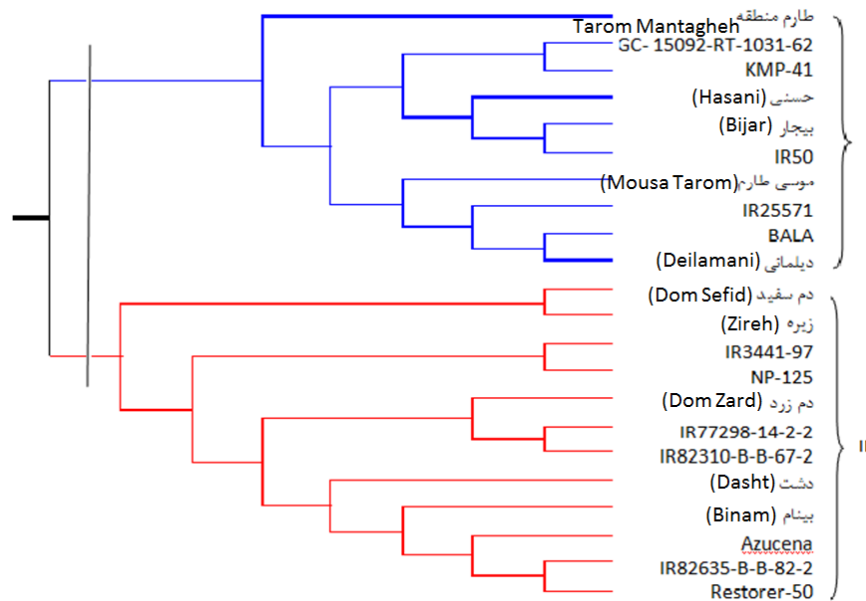 طارم منطقه
Tarom Mantagheh
GC- 15092-RT-1031-62
KMP-41
(Hasani) حسنی
(Bijar) بیجار
IR50
(Mousa Tarom) موسی طارم
IR25571
BALA
(Deilamani) دیلمانی
(Dom Sefid) دم سفید
(Zireh) زیره
IR3441-97
NP-125
(Dom Zard) دم زرد
IR77298-14-2-2
IR82310-B-B-67-2
(Dasht) دشت
(Binam) بینام
Azucena
IR82635-B-B-82-2
Restorer-50